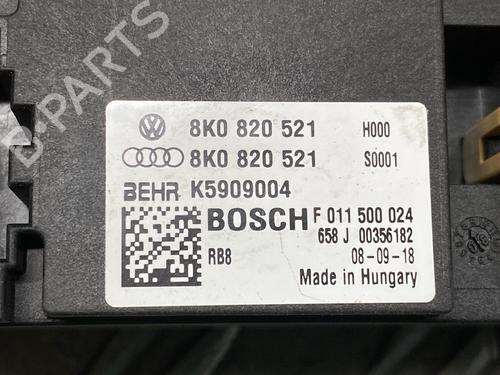 B-PARTS
8K0 820 521 H000
8K0 820 521 S0001
BEHR K5909004
BOSCH F 011 500 024
658 J 00356182
RB8 08-09-18
Made in Hungary